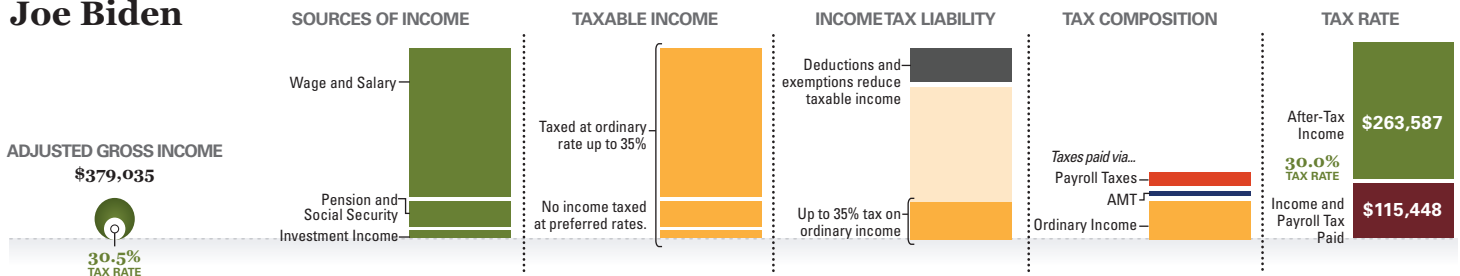 Joe Biden
ADJUSTED GROSS INCOME
$379,035
30.5%
TAX RATE
SOURCES OF INCOME
Wage and Salary
Pension and
Social Security
Investment Income
TAXABLE INCOME
Taxed at ordinary
rate up to 35%
No income taxed
at preferred rates.
INCOME TAX LIABILITY
Deductions and
exemptions reduce
taxable income
Up to 35% tax on
ordinary income
TAX COMPOSITION
Taxes paid via...
Payroll Taxes
AMT
Ordinary Income
TAX RATE
After-Tax
Income
$263,587
30.0%
TAX RATE
Income and
Payroll Tax
Paid
$115,448